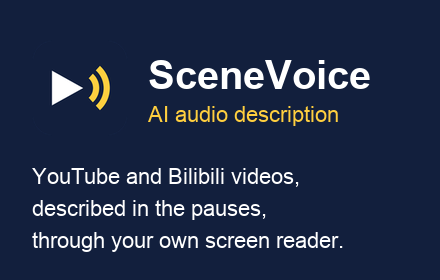 SceneVoice
AI audio description
YouTube and Bilibili videos,
described in the pauses,
through your own screen reader.